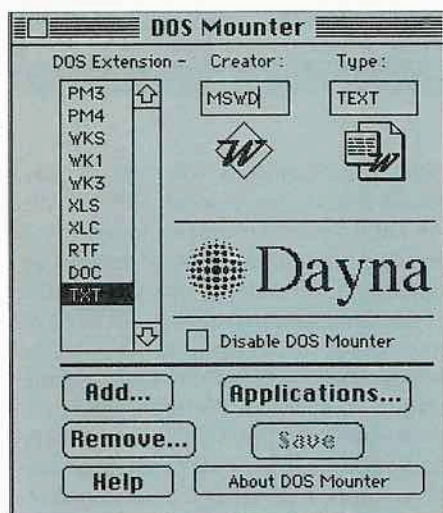 DOS Mounter
DOS Extension – Creator: Type:
PM3
PM4
WKS
WK1
WK3
XLS
XLC
RTF
DOC
TXT
MSWD
TEXT
W
W
Dayna
Disable DOS Mounter
Add...
Applications...
Remove...
Save
Help
About DOS Mounter